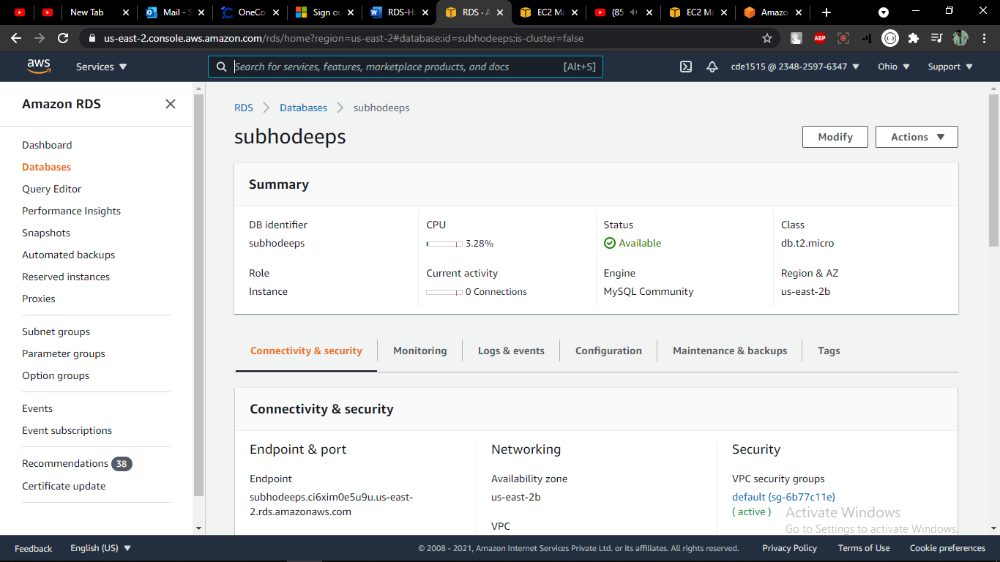 New Tab
Mail - S
OneCo
Sign ou
RDS-Ha
RDS · A
EC2 Ma
(85
EC2 Ma
Amazo
us-east-2.console.aws.amazon.com/rds/home?region=us-east-2#database:id=subhodeeps;is-cluster=false
ABP
aws
Services
Search for services, features, marketplace products, and docs [Alt+S]
cde1515 @ 2348-2597-6347
Ohio
Support
Amazon RDS
Dashboard
Databases
Query Editor
Performance Insights
Snapshots
Automated backups
Reserved instances
Proxies
Subnet groups
Parameter groups
Option groups
Events
Event subscriptions
Recommendations 38
Certificate update
RDS
Databases
subhodeeps
subhodeeps
Modify
Actions
Summary
DB identifier
subhodeeps
CPU
3.28%
Status
Available
Class
db.t2.micro
Role
Instance
Current activity
0 Connections
Engine
MySQL Community
Region & AZ
us-east-2b
Connectivity & security
Monitoring
Logs & events
Configuration
Maintenance & backups
Tags
Connectivity & security
Endpoint & port
Endpoint
subhodeeps.ci6xim0e5u9u.us-east-
2.rds.amazonaws.com
Networking
Availability zone
us-east-2b
VPC
Security
VPC security groups
default (sg-6b77c11e)
( active )
Activate Windows
Go to Settings to activate Windows.
Feedback
English (US)
© 2008 - 2021, Amazon Internet Services Private Ltd. or its affiliates. All rights reserved.
Privacy Policy
Terms of Use
Cookie preferences